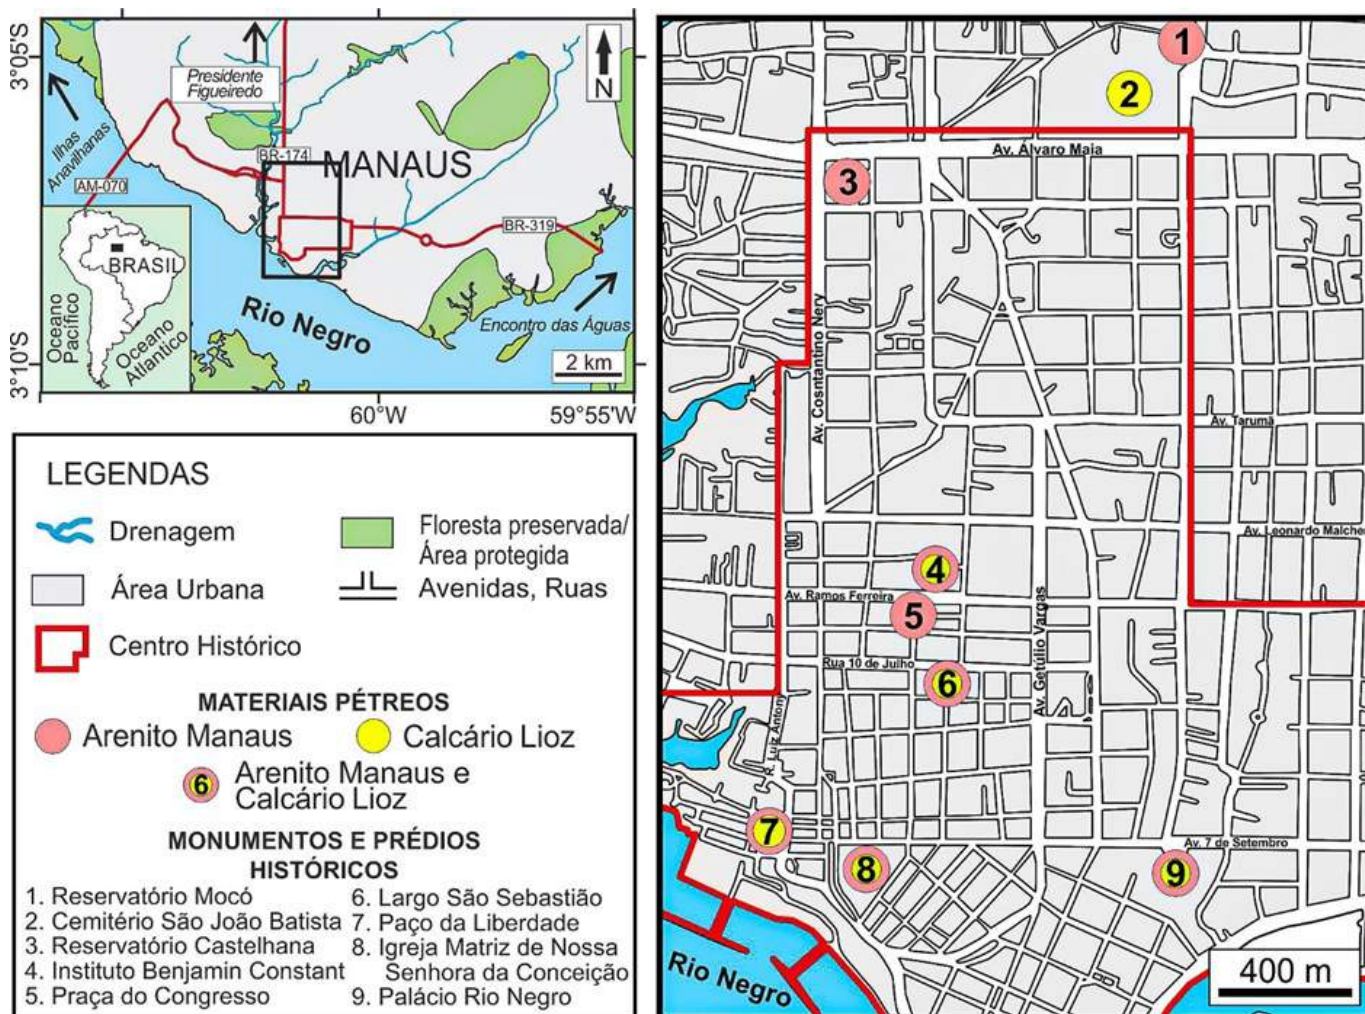 3°05'S
3°10'S
60°W
59°55'W
Presidente
Figueiredo
N
Ilhas
Anavilhanas
BR-174
MANAUS
AM-070
BR-319
BRASIL
Oceano
Pacífico
Oceano
Atlantico
Rio Negro
Encontro das Águas
2 km
LEGENDAS
Drenagem
Floresta preservada/
Área protegida
Área Urbana
Avenidas, Ruas
Centro Histórico
MATERIAIS PÉTREOS
Arenito Manaus
Calcário Lioz
6
Arenito Manaus e
Calcário Lioz
MONUMENTOS E PRÉDIOS
HISTÓRICOS
1. Reservatório Mocó
2. Cemitério São João Batista
3. Reservatório Castelhana
4. Instituto Benjamin Constant
5. Praça do Congresso
6. Largo São Sebastião
7. Paço da Liberdade
8. Igreja Matriz de Nossa
Senhora da Conceição
9. Palácio Rio Negro
1
2
Av. Álvaro Maia
3
Av. Cosntantino Nery
Av. Tarumã
Av. Leonardo Malcher
4
Av. Ramos Ferreira
5
Av. Getúlio Vargas
Rua 10 de Julho
6
R. Luiz Antony
7
8
Av. 7 de Setembro
9
Rio Negro
400 m